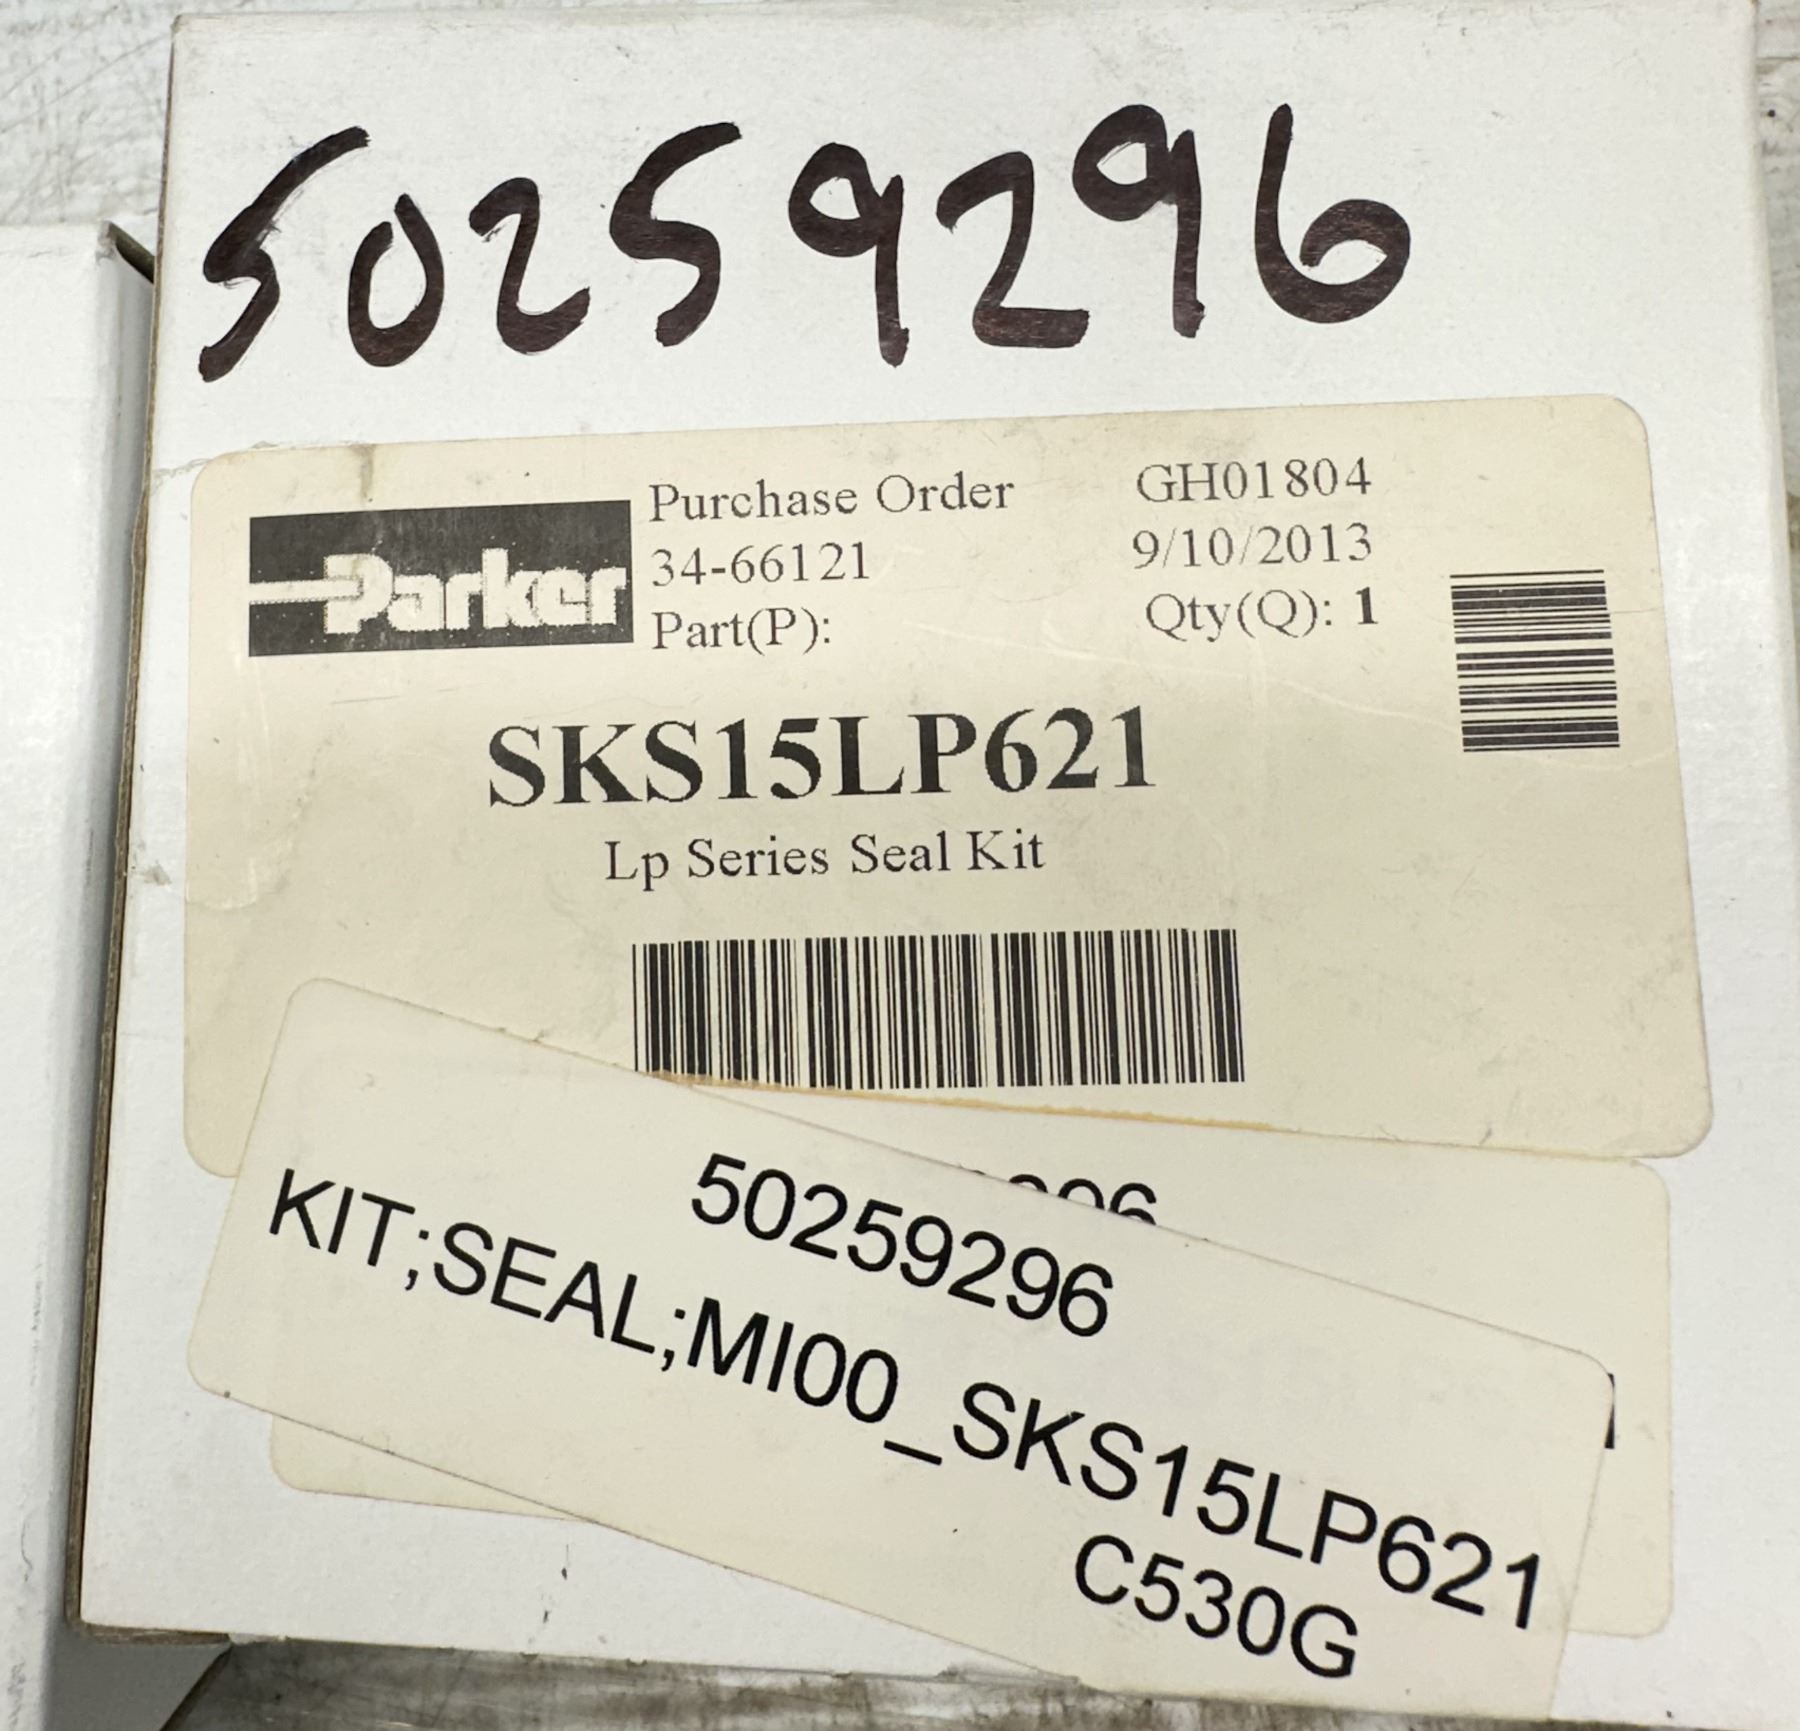 50259296
Parker
Purchase Order GH01804
34-66121 9/10/2013
Part(P): Qty(Q): 1
SKS15LP621
Lp Series Seal Kit
50259296
KIT;SEAL;MI00_SKS15LP621
C530G